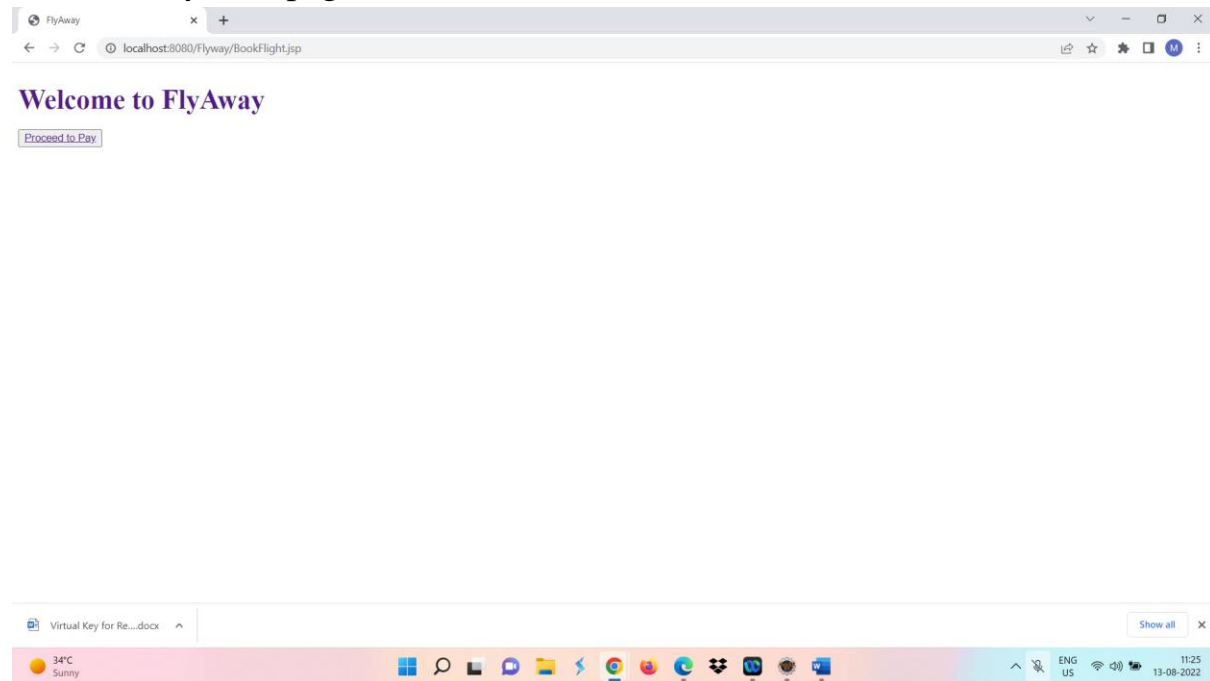 FlyAway
localhost:8080/Flyway/BookFlight.jsp
M
Welcome to FlyAway
Proceed to Pay
Virtual Key for Re....docx
Show all
34°C
Sunny
ENG
US
11:25
13-08-2022